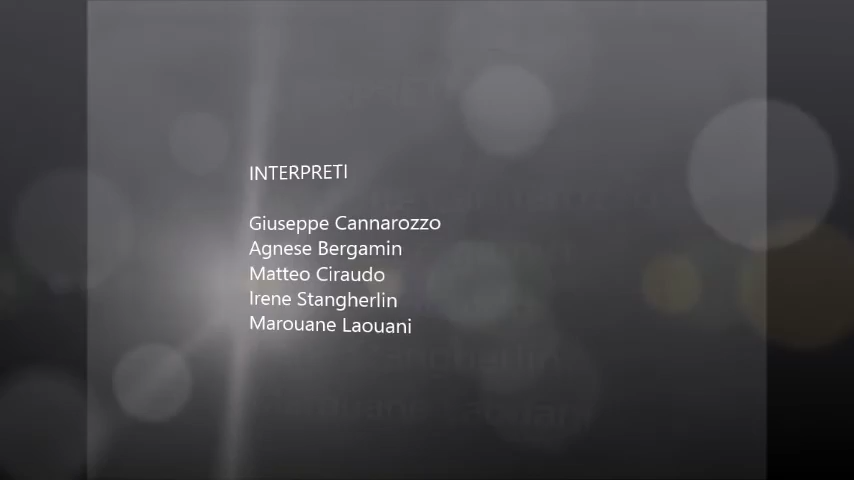 INTERPRETI
Giuseppe Cannarozzo
Agnese Bergamin
Matteo Ciraudo
Irene Stangherlin
Marouane Laouani